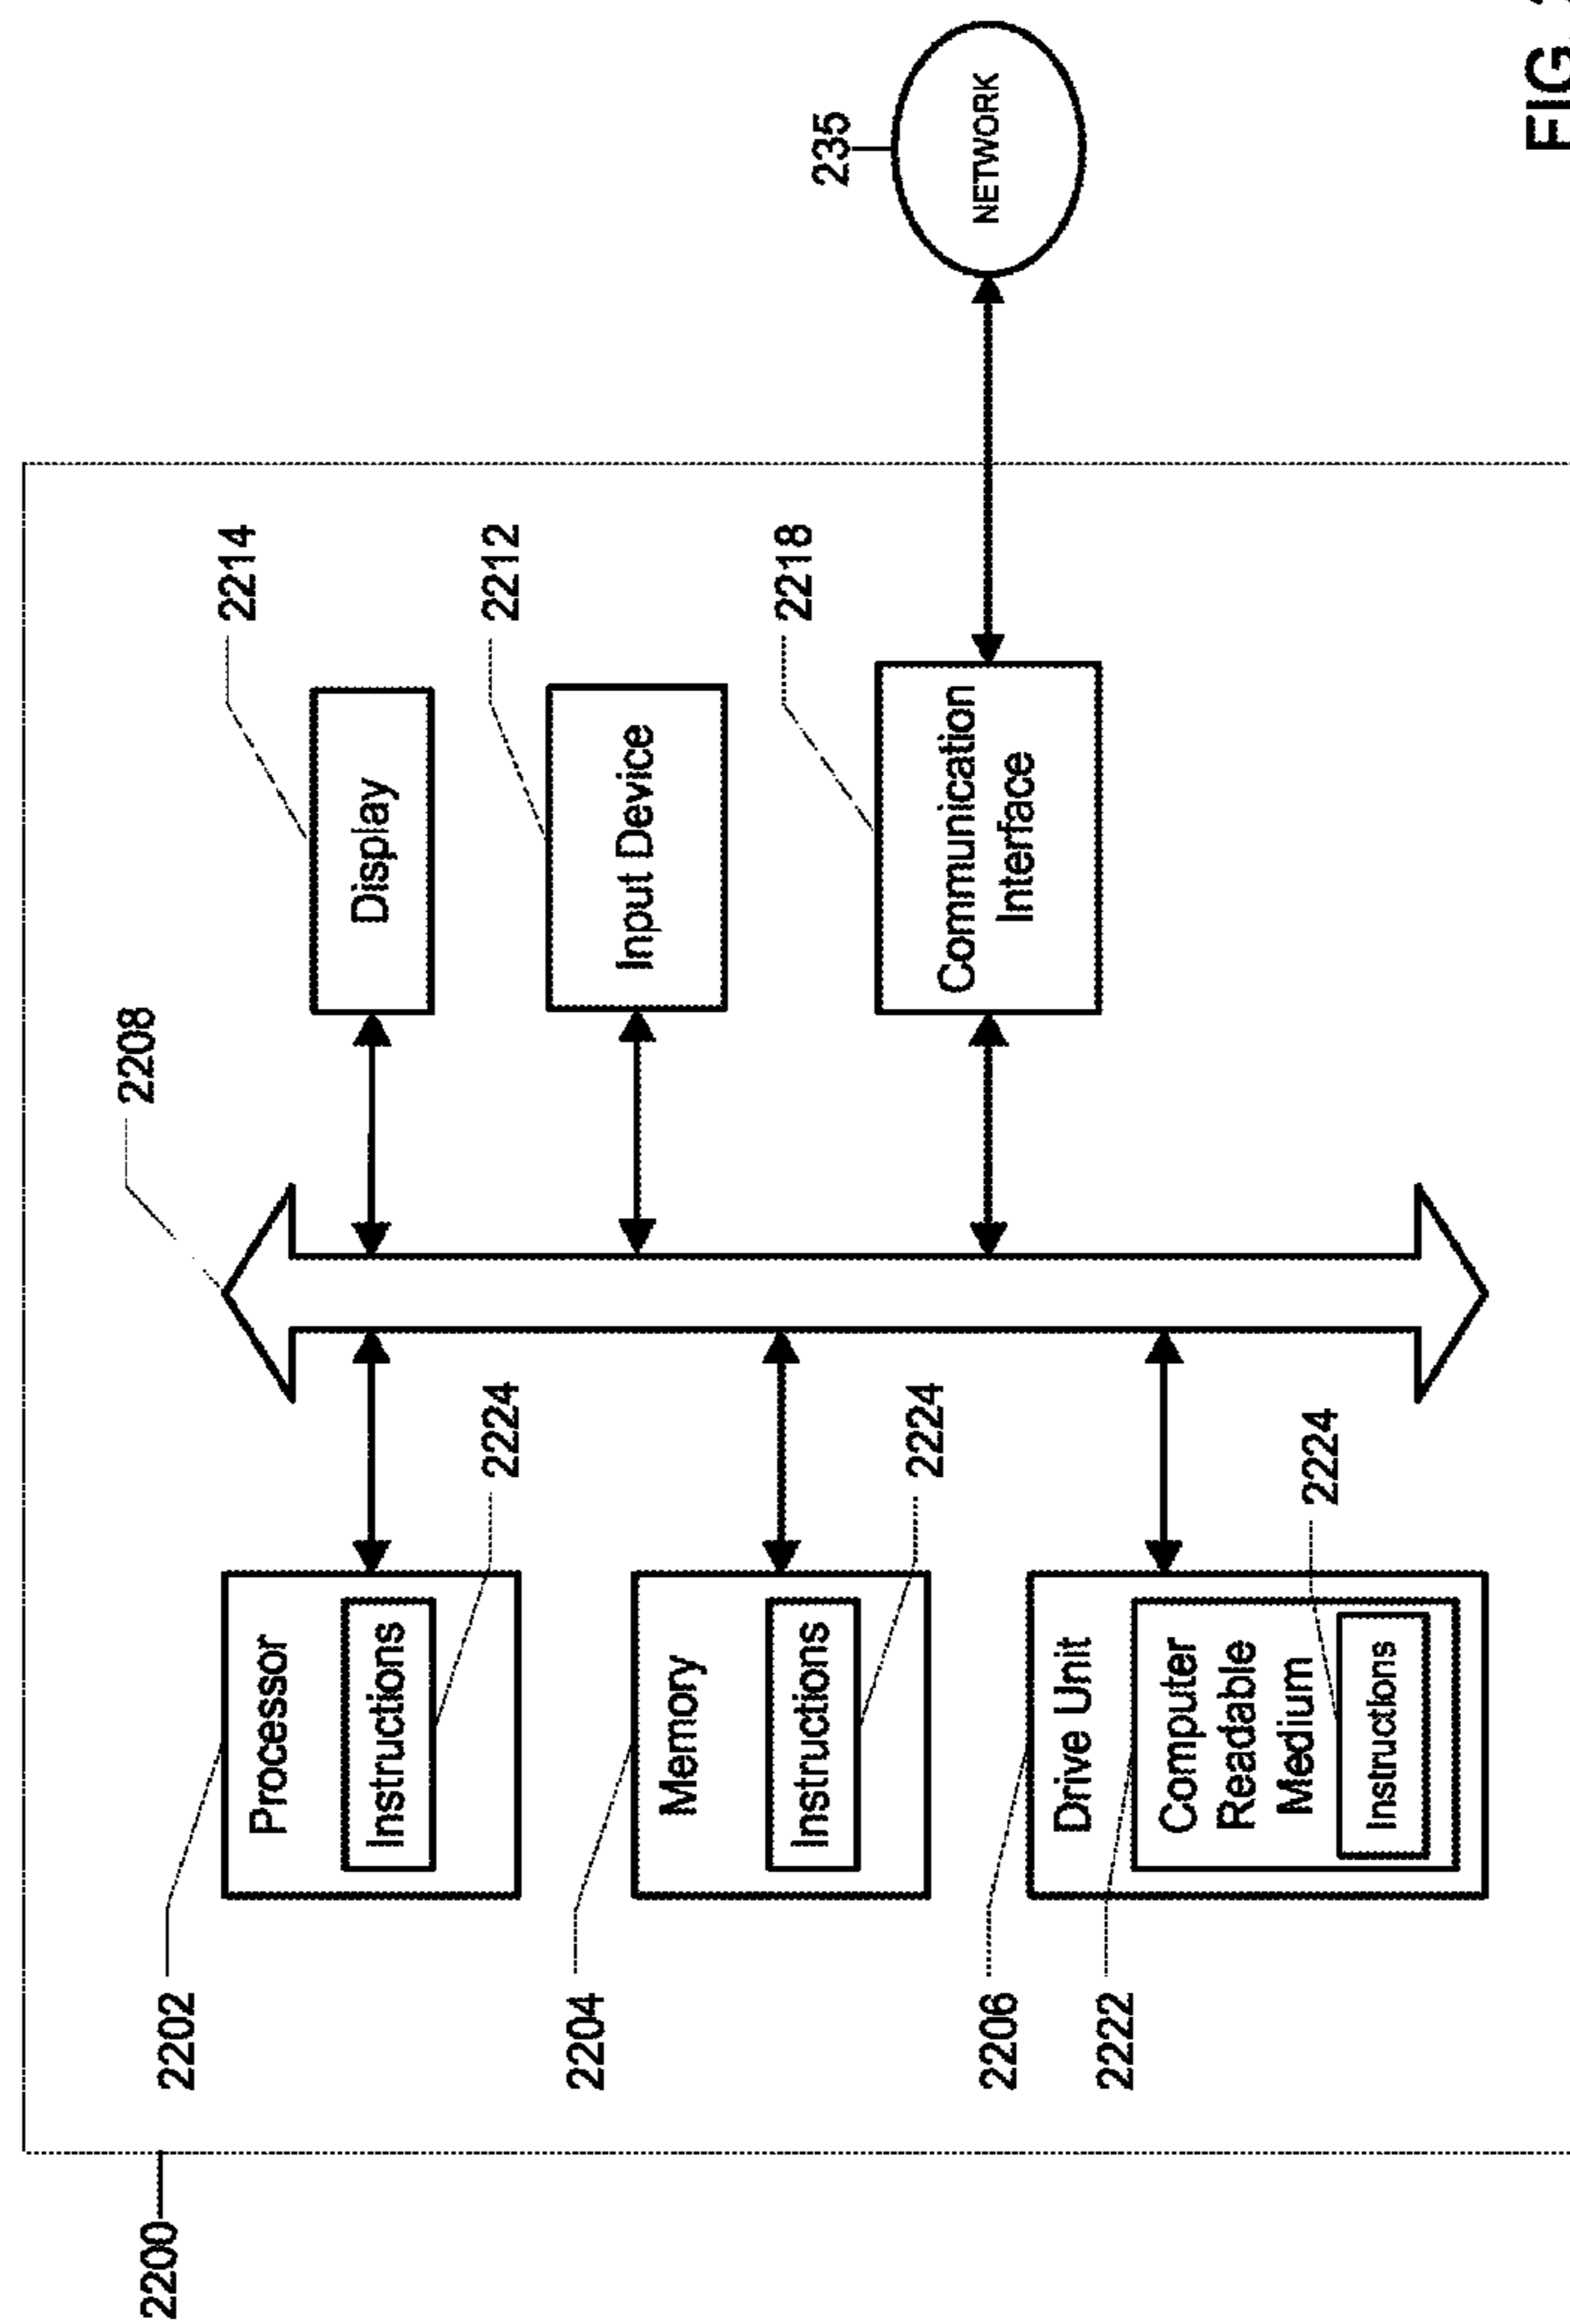 2200
2202
Processor
Instructions
2224
2204
Memory
Instructions
2224
2206
Drive Unit
2222
Computer
Readable
Medium
Instructions
2224
2208
Display
2214
Input Device
2212
Communication
Interface
2218
235
NETWORK
FIG.